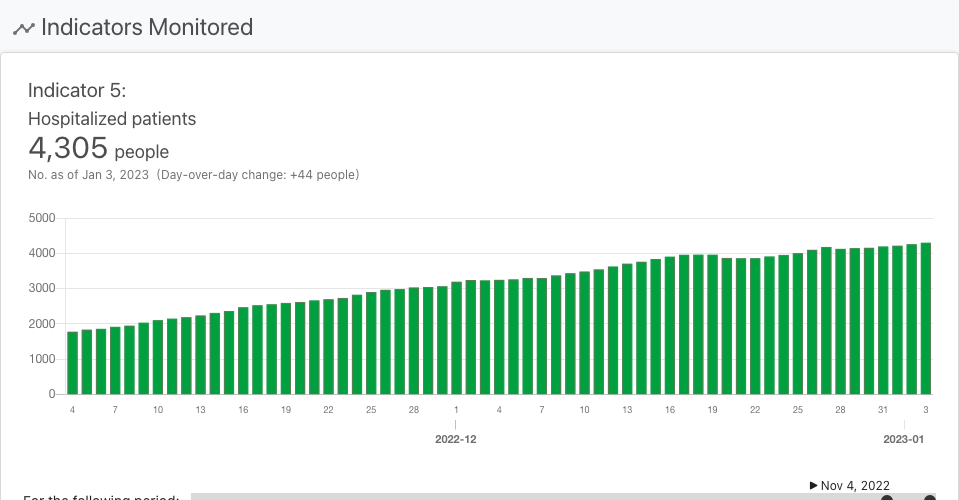 Indicators Monitored
Indicator 5:
Hospitalized patients
4,305 people
No. as of Jan 3, 2023 (Day-over-day change: +44 people)
5000
4000
3000
2000
1000
0
4 7 10 13 16 19 22 25 28 1 4 7 10 13 16 19 22 25 28 31 3
2022-12 2023-01
▶ Nov 4, 2022
For the following period: